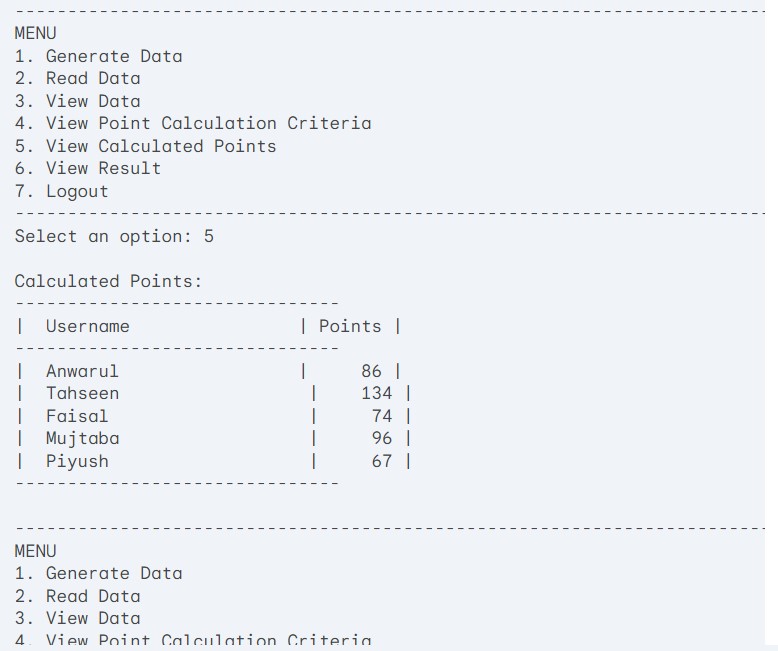 --------------------------------------------------------------------------
MENU
1. Generate Data
2. Read Data
3. View Data
4. View Point Calculation Criteria
5. View Calculated Points
6. View Result
7. Logout
--------------------------------------------------------------------------
Select an option: 5
Calculated Points:
-------------------------------
|  Username                | Points |
-------------------------------
|  Anwarul                 |     86 |
|  Tahseen                  |    134 |
|  Faisal                   |     74 |
|  Mujtaba                  |     96 |
|  Piyush                   |     67 |
-------------------------------
--------------------------------------------------------------------------
MENU
1. Generate Data
2. Read Data
3. View Data
4. View Point Calculation Criteria